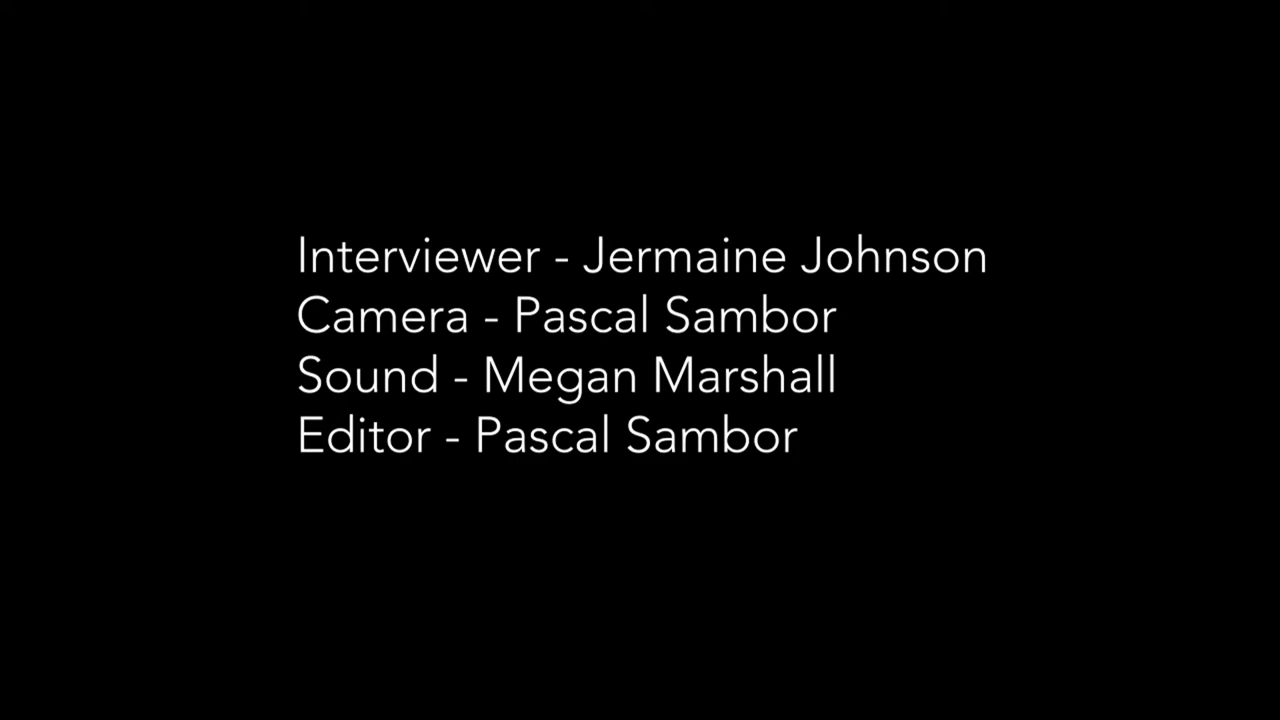 Interviewer - Jermaine Johnson
Camera - Pascal Sambor
Sound - Megan Marshall
Editor - Pascal Sambor